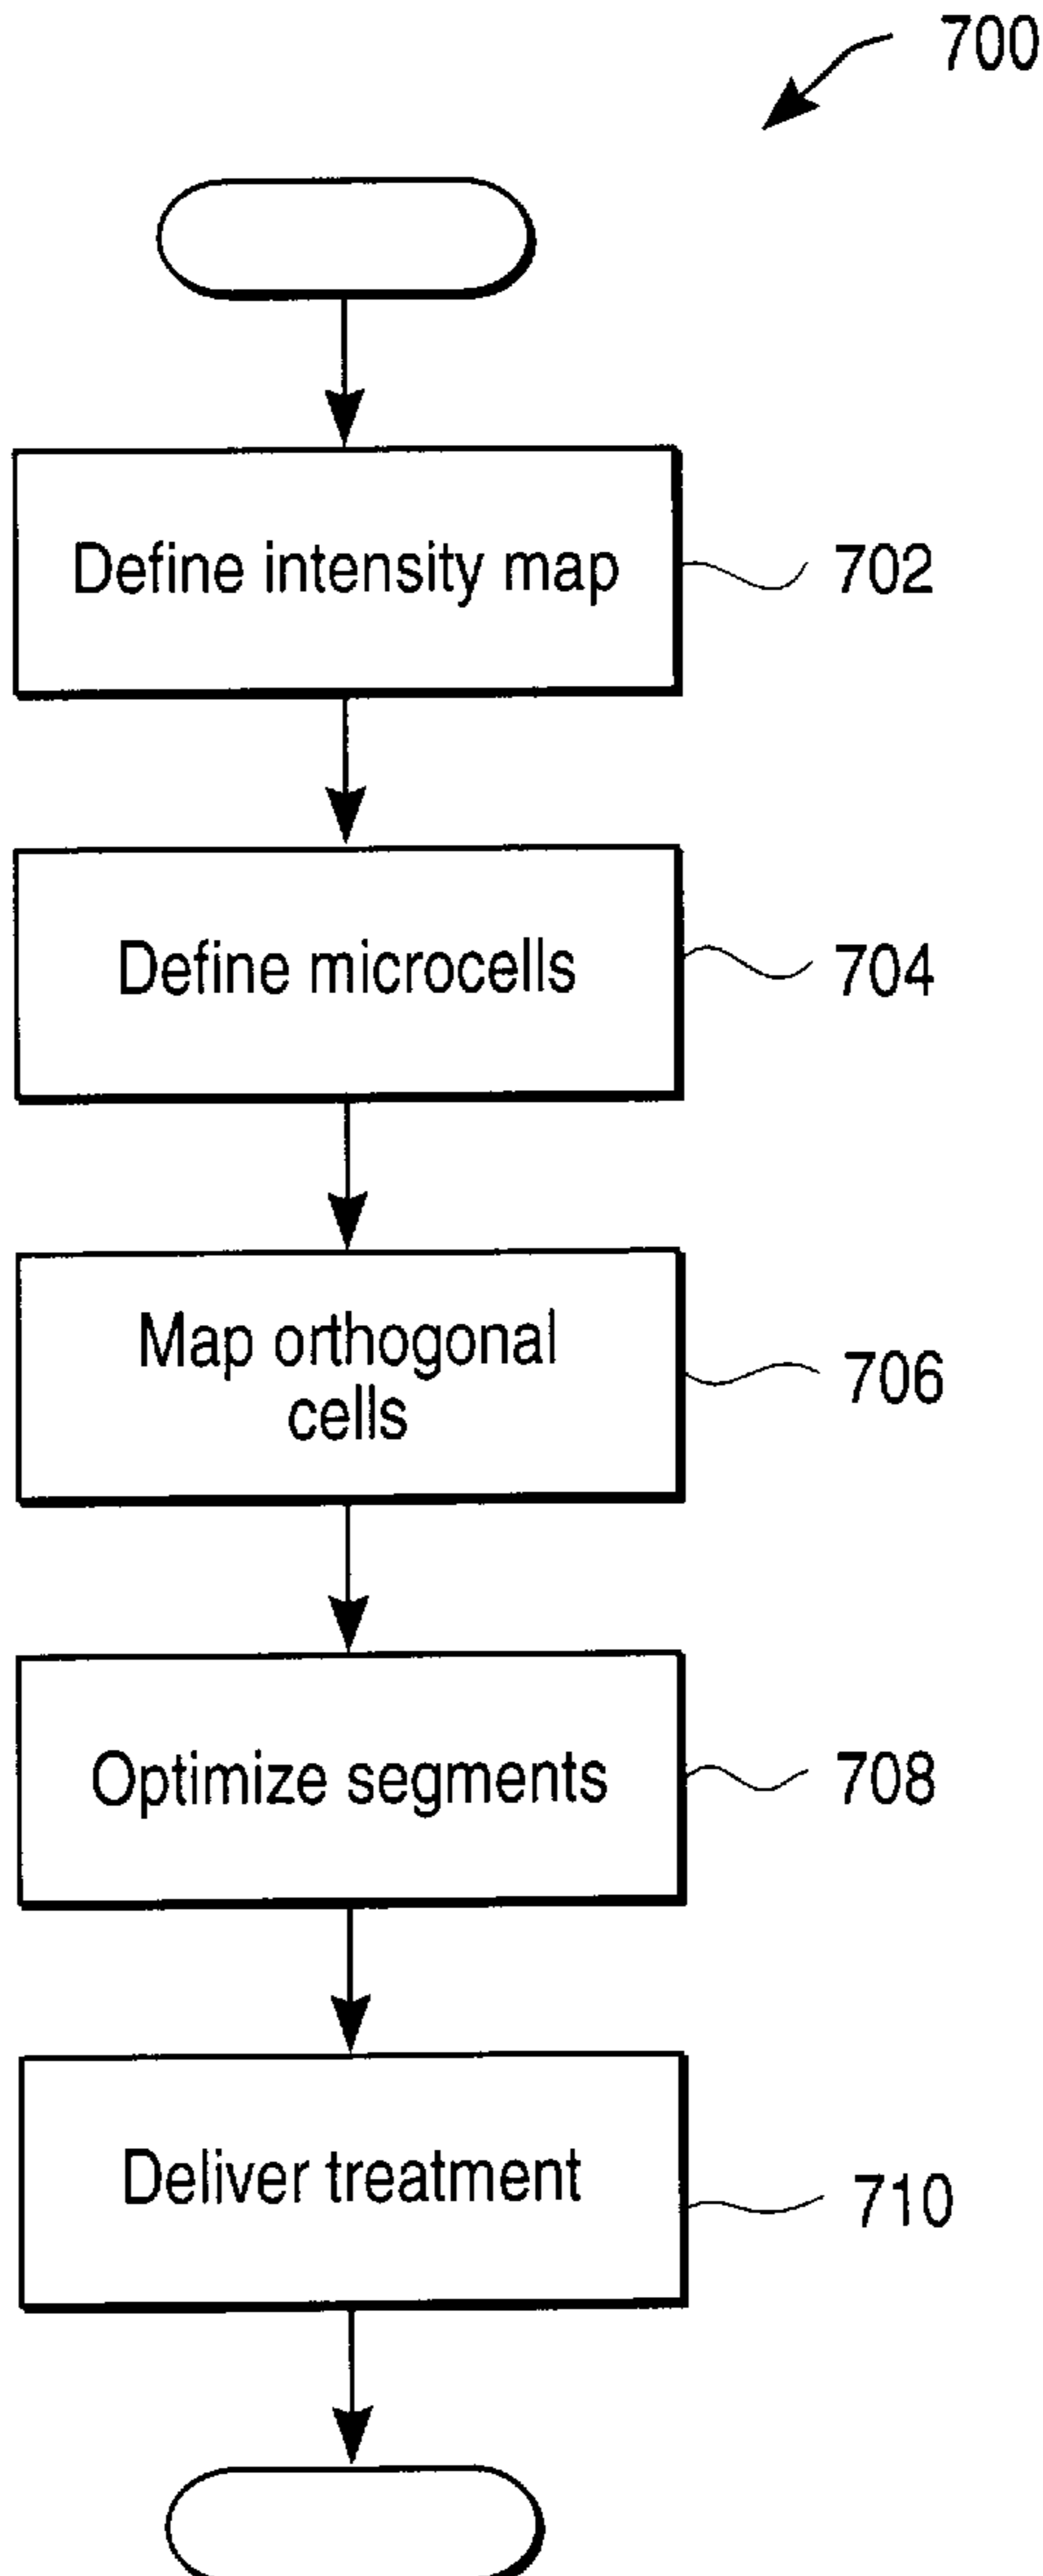 700
Define intensity map
702
Define microcells
704
Map orthogonal
cells
706
Optimize segments
708
Deliver treatment
710